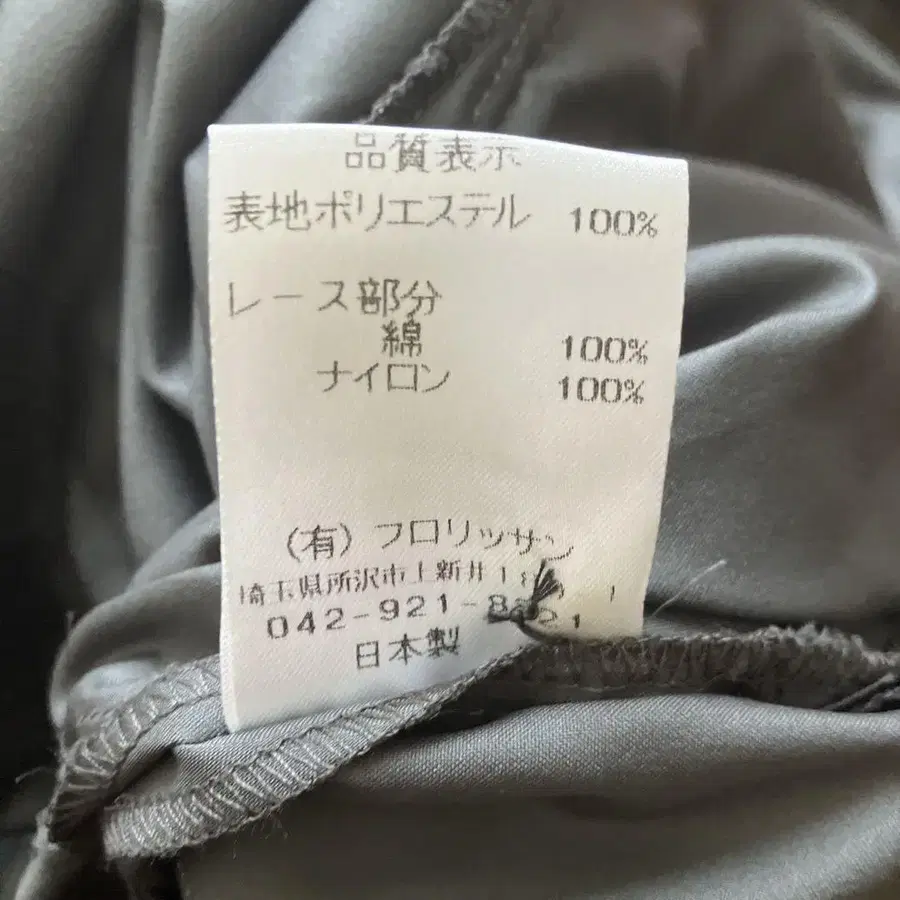 品質表示
表地ポリエステル 100%
レース部分
綿 100%
ナイロン 100%
(有) フロリッサン
埼玉県所沢市上新井
042-921-
日本製